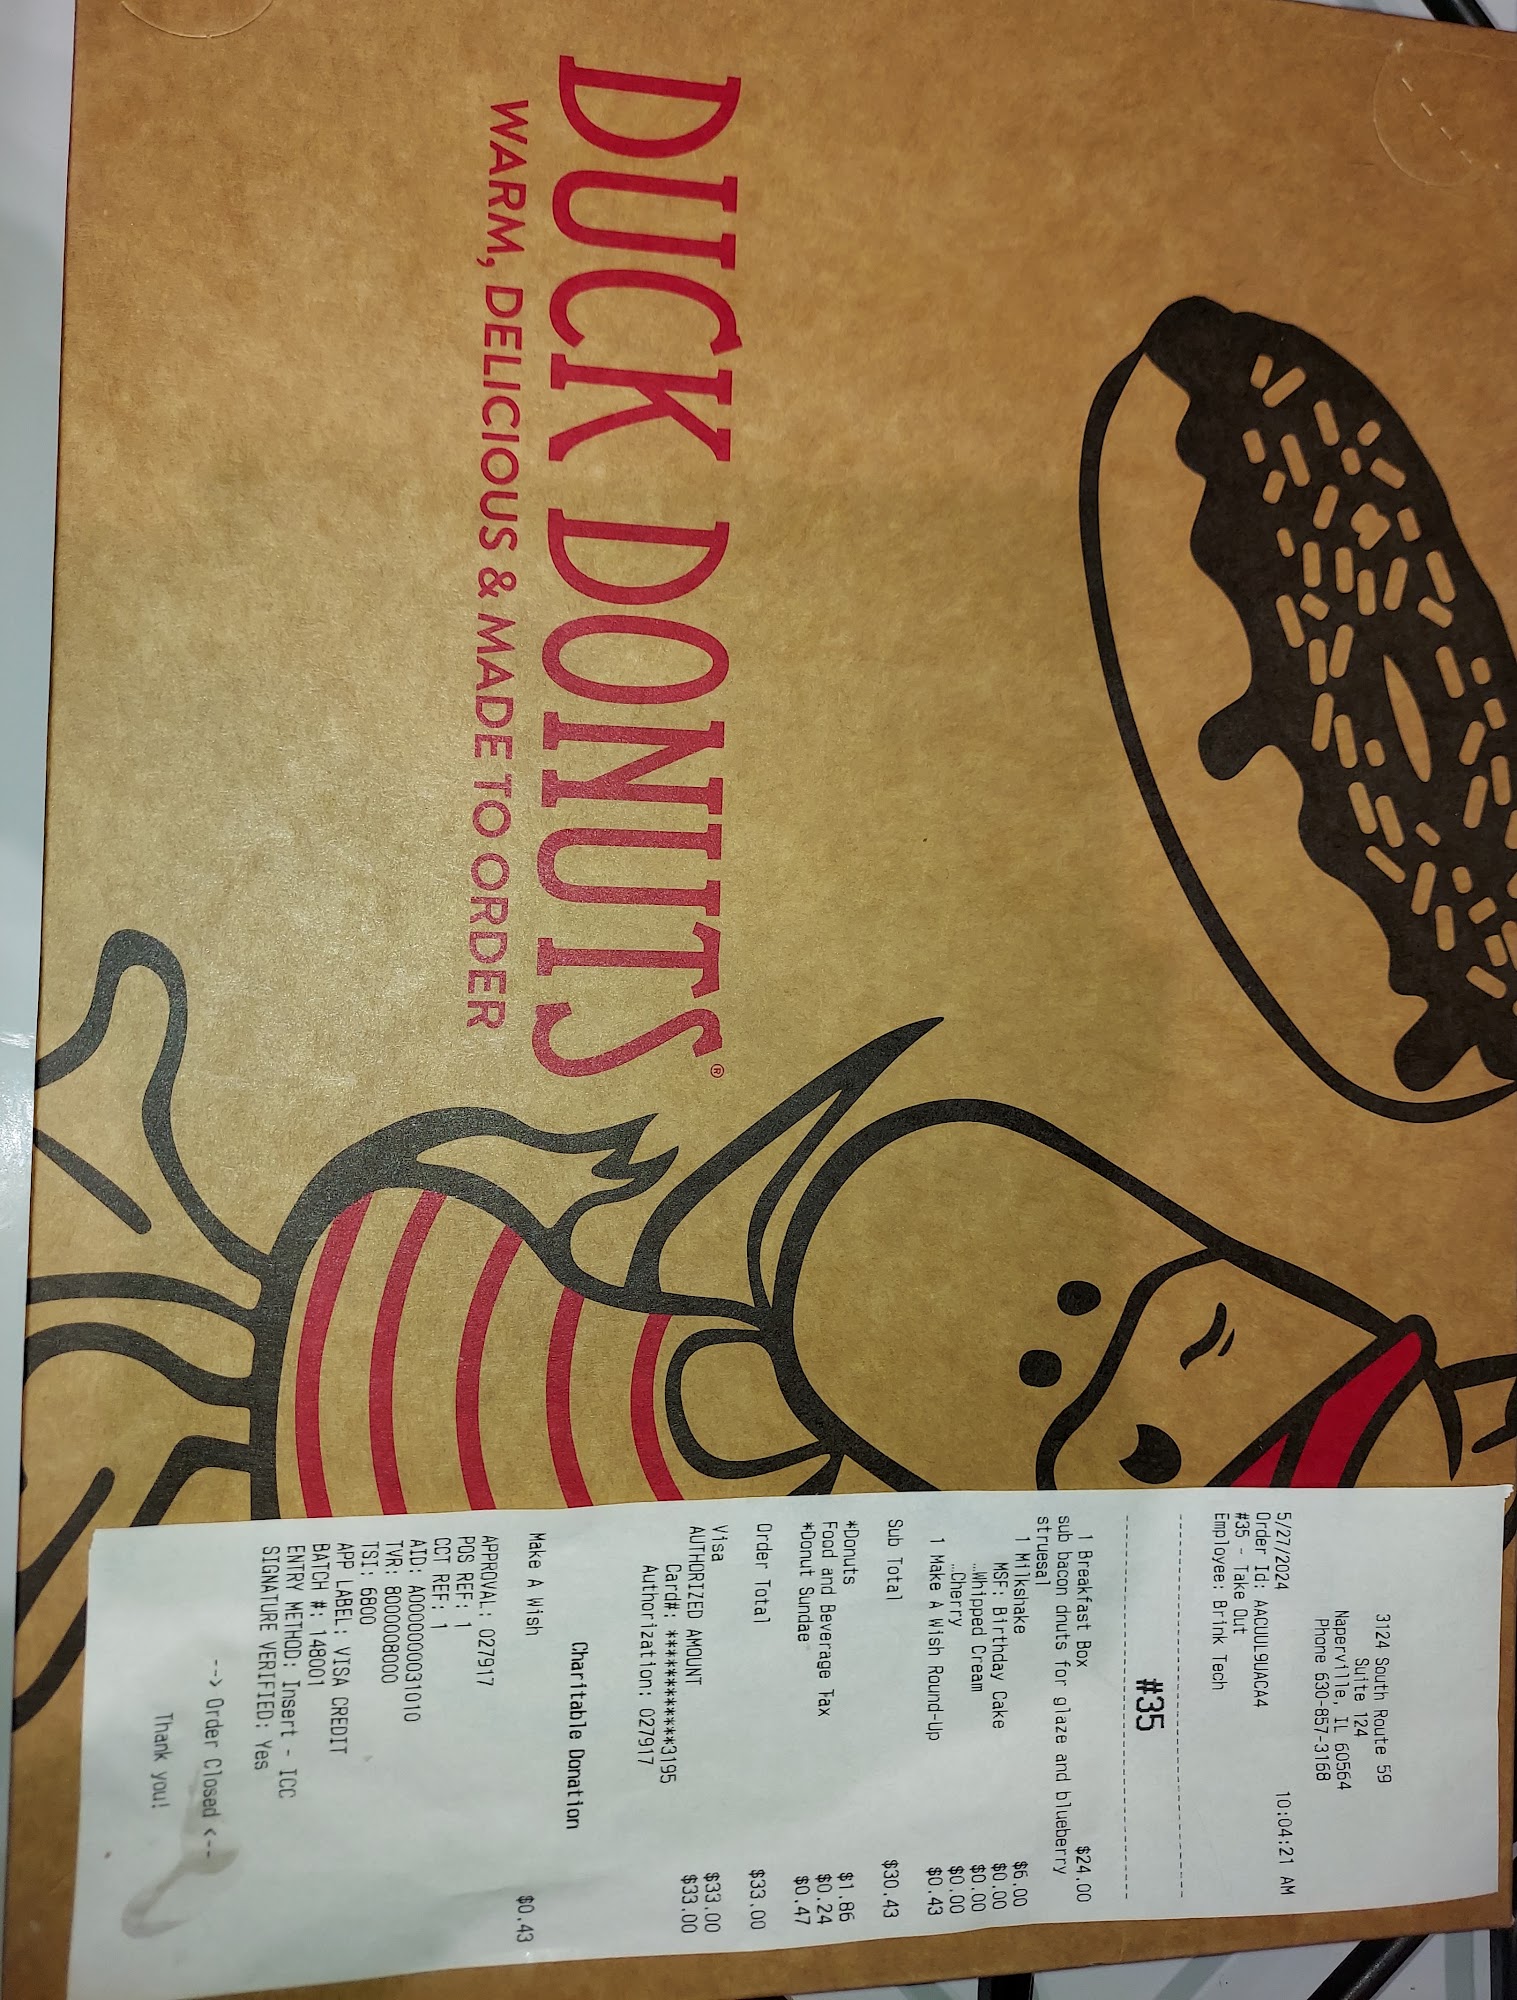 DUCK DONUTS®
WARM, DELICIOUS & MADE TO ORDER
3124 South Route 59
Suite 124
Naperville, IL 60564
Phone 630-857-3168
5/27/2024 10:04:21 AM
Order Id: AACUUL9UACA4
#35 - Take Out
Employee: Brink Tech
#35
1 Breakfast Box $24.00
sub bacon dnuts for glaze and blueberry
struesal
1 Milkshake $6.00
MSF: Birthday Cake $0.00
…Whipped Cream $0.00
…Cherry $0.00
1 Make A Wish Round-Up $0.43
Sub Total $30.43
*Donuts $1.86
Food and Beverage Tax $0.24
*Donut Sundae $0.47
Order Total $33.00
Visa $33.00
AUTHORIZED AMOUNT $33.00
Card#: ************3195
Authorization: 027917
Charitable Donation
Make A Wish $0.43
APPROVAL: 027917
POS REF: 1
CCT REF: 1
AID: A0000000031010
TVR: 8000008000
TSI: 6800
APP LABEL: VISA CREDIT
BATCH #: 148001
ENTRY METHOD: Insert - ICC
SIGNATURE VERIFIED: Yes
--> Order Closed <--
Thank you!